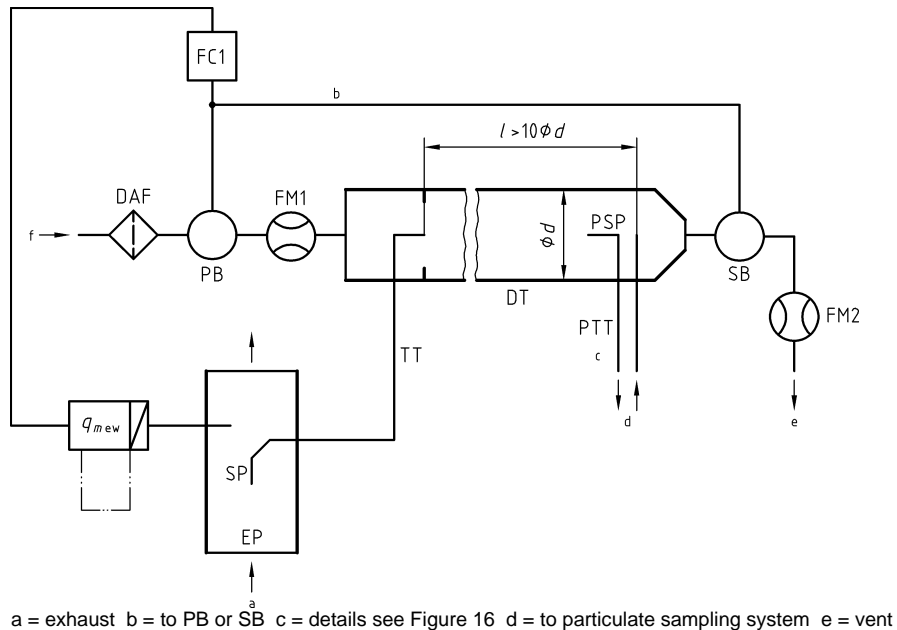 FC1
b
l > 10 ϕ d
DAF
FM1
f
PB
ϕ d
PSP
SB
DT
FM2
PTT
TT
c
d
e
qmew
SP
EP
a
a = exhaust b = to PB or SB c = details see Figure 16 d = to particulate sampling system e = vent